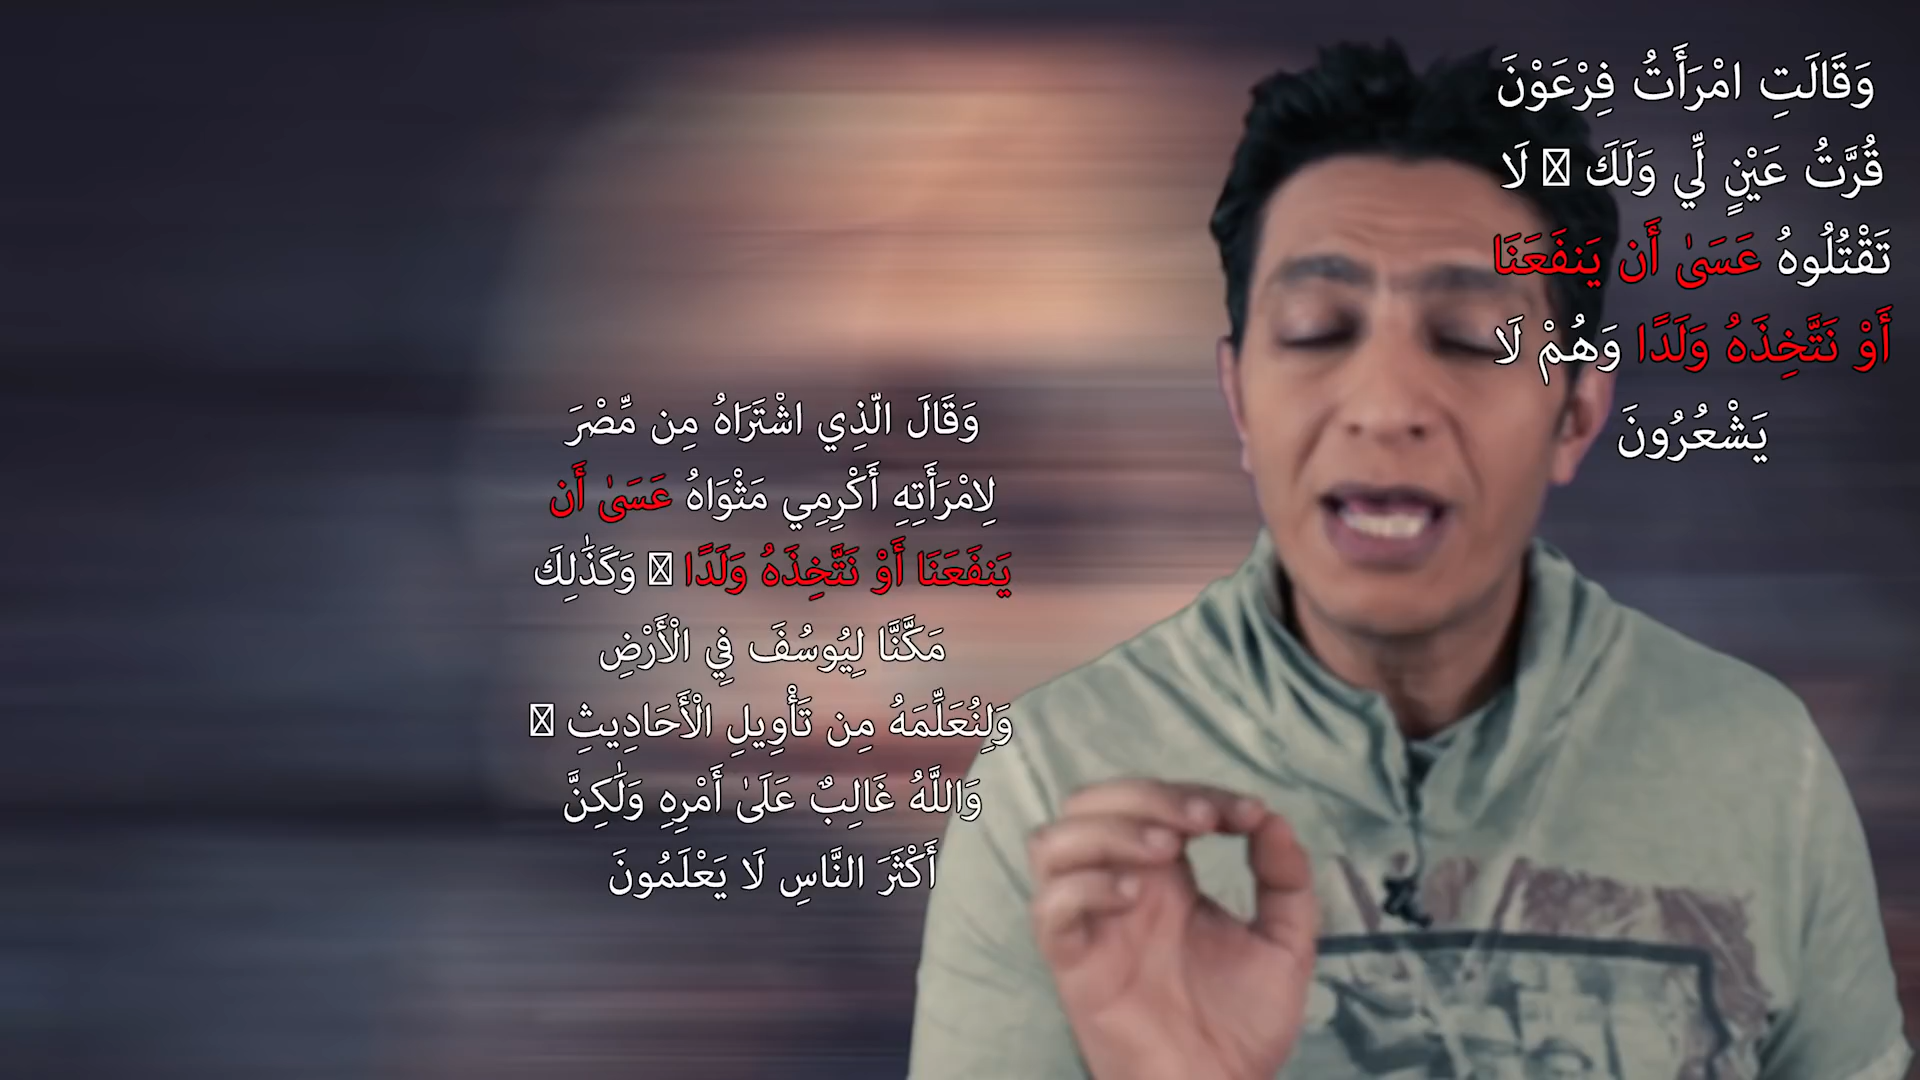 وَقَالَتِ امْرَأَتُ فِرْعَوْنَ
قُرَّتُ عَيْنٍ لِّي وَلَكَ لَا
تَقْتُلُوهُ عَسَىٰ أَن يَنفَعَنَا
أَوْ نَتَّخِذَهُ وَلَدًا وَهُمْ لَا
يَشْعُرُونَ
وَقَالَ الَّذِي اشْتَرَاهُ مِن مِّصْرَ
لِامْرَأَتِهِ أَكْرِمِي مَثْوَاهُ عَسَىٰ أَن
يَنفَعَنَا أَوْ نَتَّخِذَهُ وَلَدًا وَكَذَٰلِكَ
مَكَّنَّا لِيُوسُفَ فِي الْأَرْضِ
وَلِنُعَلِّمَهُ مِن تَأْوِيلِ الْأَحَادِيثِ
وَاللَّهُ غَالِبٌ عَلَىٰ أَمْرِهِ وَلَٰكِنَّ
أَكْثَرَ النَّاسِ لَا يَعْلَمُونَ